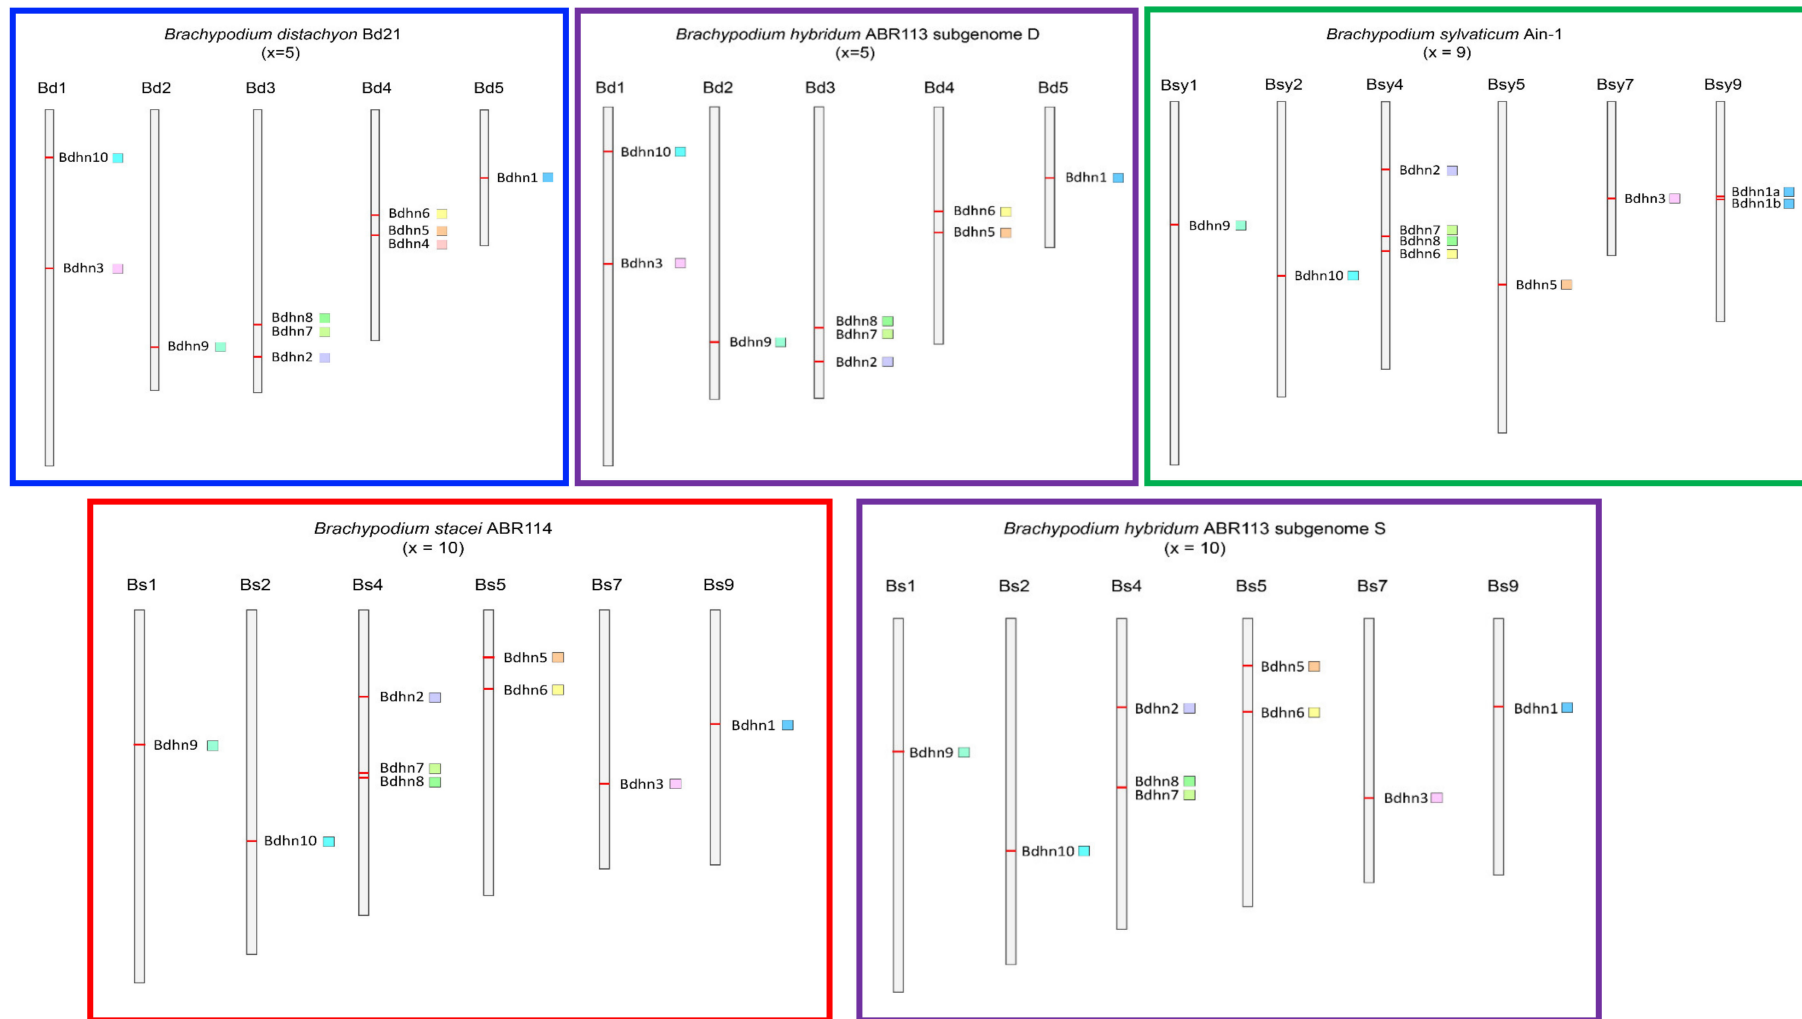 Brachypodium distachyon Bd21
(x=5)
Bd1
Bd2
Bd3
Bd4
Bd5
Bdhn10
Bdhn3
Bdhn9
Bdhn8
Bdhn7
Bdhn2
Bdhn6
Bdhn5
Bdhn4
Bdhn1
Brachypodium hybridum ABR113 subgenome D
(x=5)
Bd1
Bd2
Bd3
Bd4
Bd5
Bdhn10
Bdhn3
Bdhn9
Bdhn8
Bdhn7
Bdhn2
Bdhn6
Bdhn5
Bdhn1
Brachypodium sylvaticum Ain-1
(x = 9)
Bsy1
Bsy2
Bsy4
Bsy5
Bsy7
Bsy9
Bdhn9
Bdhn10
Bdhn2
Bdhn7
Bdhn8
Bdhn6
Bdhn5
Bdhn3
Bdhn1a
Bdhn1b
Brachypodium stacei ABR114
(x = 10)
Bs1
Bs2
Bs4
Bs5
Bs7
Bs9
Bdhn9
Bdhn10
Bdhn2
Bdhn7
Bdhn8
Bdhn5
Bdhn6
Bdhn3
Bdhn1
Brachypodium hybridum ABR113 subgenome S
(x = 10)
Bs1
Bs2
Bs4
Bs5
Bs7
Bs9
Bdhn9
Bdhn10
Bdhn2
Bdhn8
Bdhn7
Bdhn5
Bdhn6
Bdhn3
Bdhn1